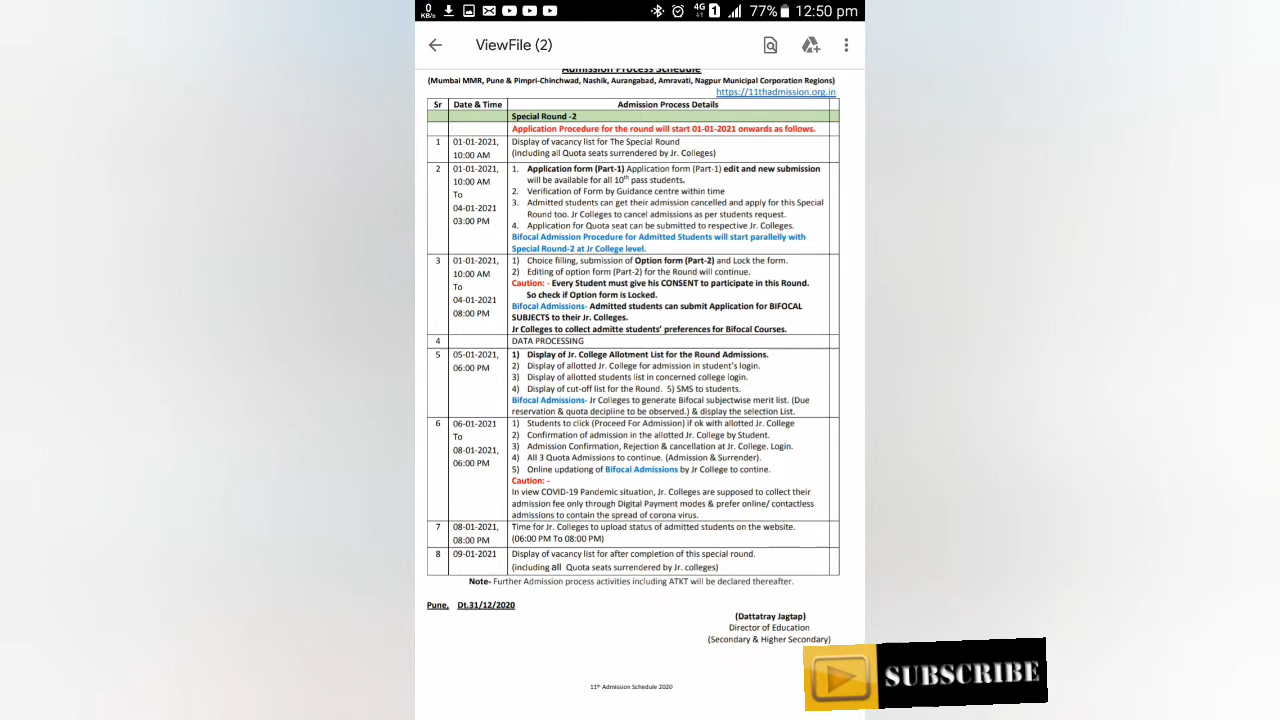 0 KB/s 4G 1 77% 12:50 pm
ViewFile (2)
Admission Process Schedule
(Mumbai MMR, Pune & Pimpri-Chinchwad, Nashik, Aurangabad, Amravati, Nagpur Municipal Corporation Regions)
https://11thadmission.org.in
Sr Date & Time Admission Process Details
Special Round -2
Application Procedure for the round will start 01-01-2021 onwards as follows.
1 01-01-2021, Display of vacancy list for The Special Round
10:00 AM (including all Quota seats surrendered by Jr. Colleges)
2 01-01-2021, 1. Application form (Part-1) Application form (Part-1) edit and new submission
10:00 AM will be available for all 10th pass students.
To 2. Verification of Form by Guidance centre within time
04-01-2021 3. Admitted students can get their admission cancelled and apply for this Special
03:00 PM Round too. Jr Colleges to cancel admissions as per students request.
4. Application for Quota seat can be submitted to respective Jr. Colleges.
Bifocal Admission Procedure for Admitted Students will start parallelly with
Special Round-2 at Jr College level.
3 01-01-2021, 1) Choice filling, submission of Option form (Part-2) and Lock the form.
10:00 AM 2) Editing of option form (Part-2) for the Round will continue.
To Caution: - Every Student must give his CONSENT to participate in this Round.
04-01-2021 So check if Option form is Locked.
08:00 PM Bifocal Admissions- Admitted students can submit Application for BIFOCAL
SUBJECTS to their Jr. Colleges.
Jr Colleges to collect admitte students' preferences for Bifocal Courses.
4 DATA PROCESSING
5 05-01-2021, 1) Display of Jr. College Allotment List for the Round Admissions.
06:00 PM 2) Display of allotted Jr. College for admission in student's login.
3) Display of allotted students list in concerned college login.
4) Display of cut-off list for the Round. 5) SMS to students.
Bifocal Admissions- Jr Colleges to generate Bifocal subjectwise merit list. (Due
reservation & quota decipline to be observed.) & display the selection List.
6 06-01-2021 1) Students to click (Proceed For Admission) if ok with allotted Jr. College
To 2) Confirmation of admission in the allotted Jr. College by Student.
08-01-2021, 3) Admission Confirmation, Rejection & cancellation at Jr. College. Login.
06:00 PM 4) All 3 Quota Admissions to continue. (Admission & Surrender).
5) Online updationg of Bifocal Admissions by Jr College to contine.
Caution: -
In view COVID-19 Pandemic situation, Jr. Colleges are supposed to collect their
admission fee only through Digital Payment modes & prefer online/ contactless
admissions to contain the spread of corona virus.
7 08-01-2021, Time for Jr. Colleges to upload status of admitted students on the website.
08:00 PM (06:00 PM To 08:00 PM)
8 09-01-2021 Display of vacancy list for after completion of this special round.
(including all Quota seats surrendered by Jr. colleges)
Note- Further Admission process activities including ATKT will be declared thereafter.
Pune, Dt.31/12/2020
(Dattatray Jagtap)
Director of Education
(Secondary & Higher Secondary)
SUBSCRIBE
11th Admission Schedule 2020